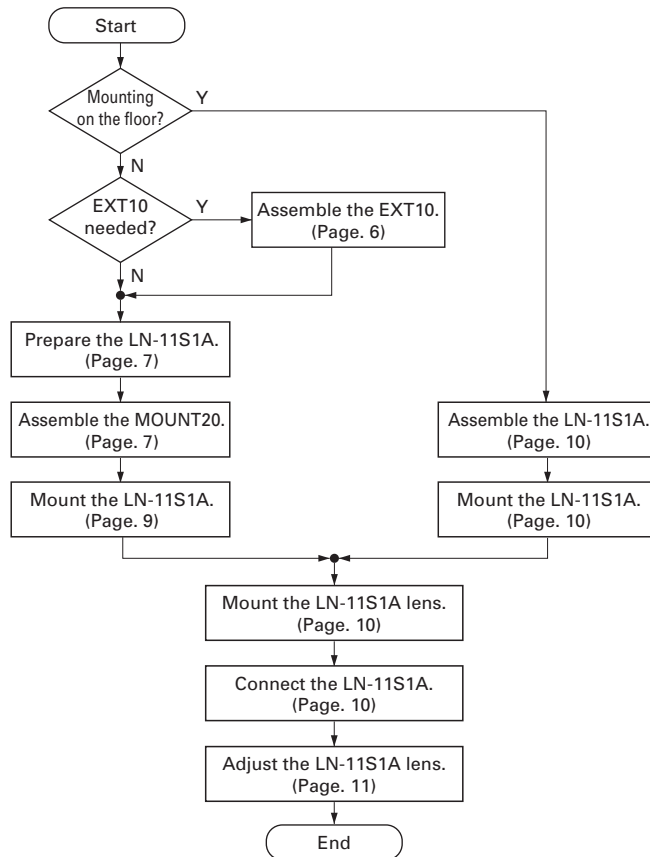 Start
Mounting
on the floor?
Y
N
EXT10
needed?
Y
Assemble the EXT10.
(Page. 6)
N
Prepare the LN-11S1A.
(Page. 7)
Assemble the MOUNT20.
(Page. 7)
Mount the LN-11S1A.
(Page. 9)
Assemble the LN-11S1A.
(Page. 10)
Mount the LN-11S1A.
(Page. 10)
Mount the LN-11S1A lens.
(Page. 10)
Connect the LN-11S1A.
(Page. 10)
Adjust the LN-11S1A lens.
(Page. 11)
End